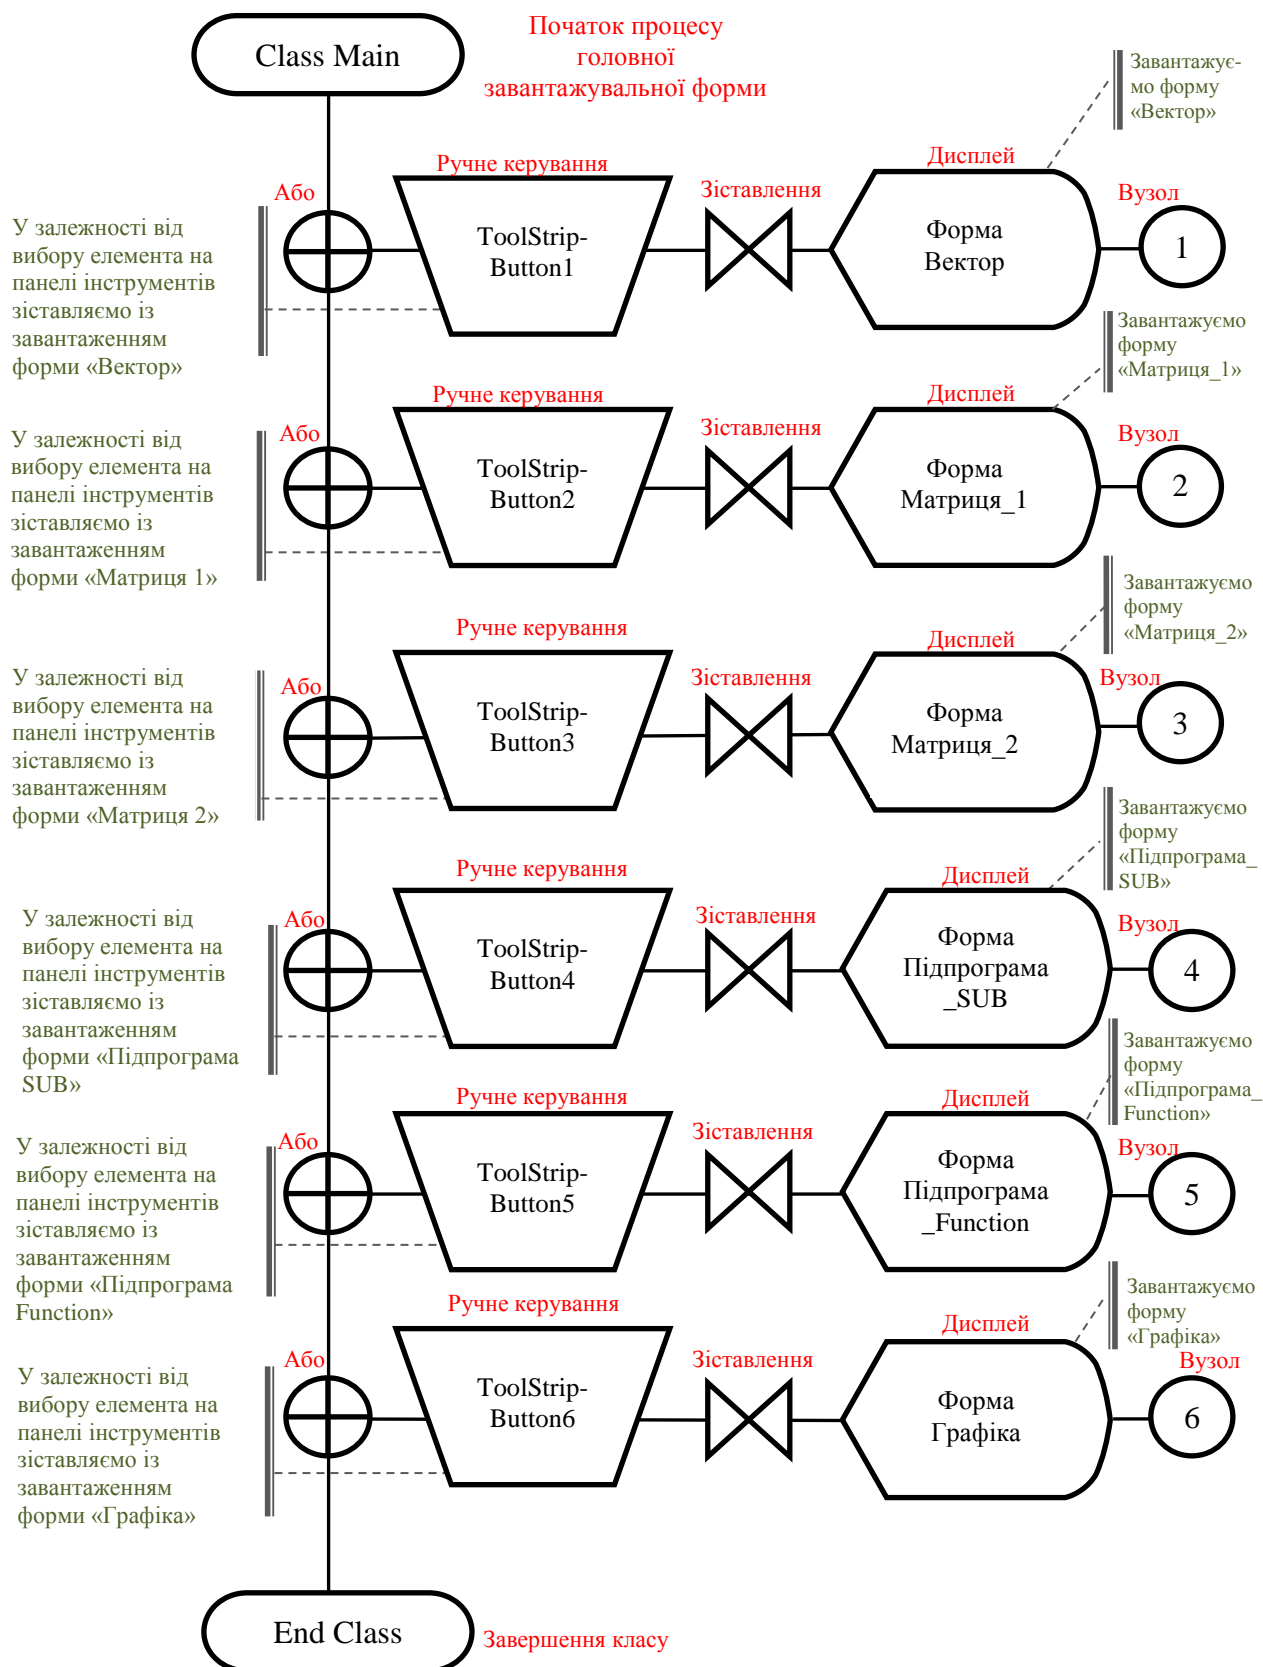 Class Main
Початок процесу
головної
завантажувальної форми
Завантажує-
мо форму
«Вектор»
Ручне керування
Дисплей
Або
Зіставлення
Вузол
У залежності від
вибору елемента на
панелі інструментів
зіставляємо із
завантаженням
форми «Вектор»
ToolStrip-
Button1
Форма
Вектор
1
Завантажуємо
форму
«Матриця_1»
Ручне керування
Дисплей
Або
Зіставлення
Вузол
У залежності від
вибору елемента на
панелі інструментів
зіставляємо із
завантаженням
форми «Матриця 1»
ToolStrip-
Button2
Форма
Матриця_1
2
Завантажуємо
форму
«Матриця_2»
Ручне керування
Дисплей
Або
Зіставлення
Вузол
У залежності від
вибору елемента на
панелі інструментів
зіставляємо із
завантаженням
форми «Матриця 2»
ToolStrip-
Button3
Форма
Матриця_2
3
Завантажуємо
форму
«Підпрограма_
SUB»
Ручне керування
Дисплей
Або
Зіставлення
Вузол
У залежності від
вибору елемента на
панелі інструментів
зіставляємо із
завантаженням
форми «Підпрограма
SUB»
ToolStrip-
Button4
Форма
Підпрограма
_SUB
4
Завантажуємо
форму
«Підпрограма_
Function»
Ручне керування
Дисплей
Або
Зіставлення
Вузол
У залежності від
вибору елемента на
панелі інструментів
зіставляємо із
завантаженням
форми «Підпрограма
Function»
ToolStrip-
Button5
Форма
Підпрограма
_Function
5
Завантажуємо
форму
«Графіка»
Ручне керування
Дисплей
Або
Зіставлення
Вузол
У залежності від
вибору елемента на
панелі інструментів
зіставляємо із
завантаженням
форми «Графіка»
ToolStrip-
Button6
Форма
Графіка
6
End Class
Завершення класу